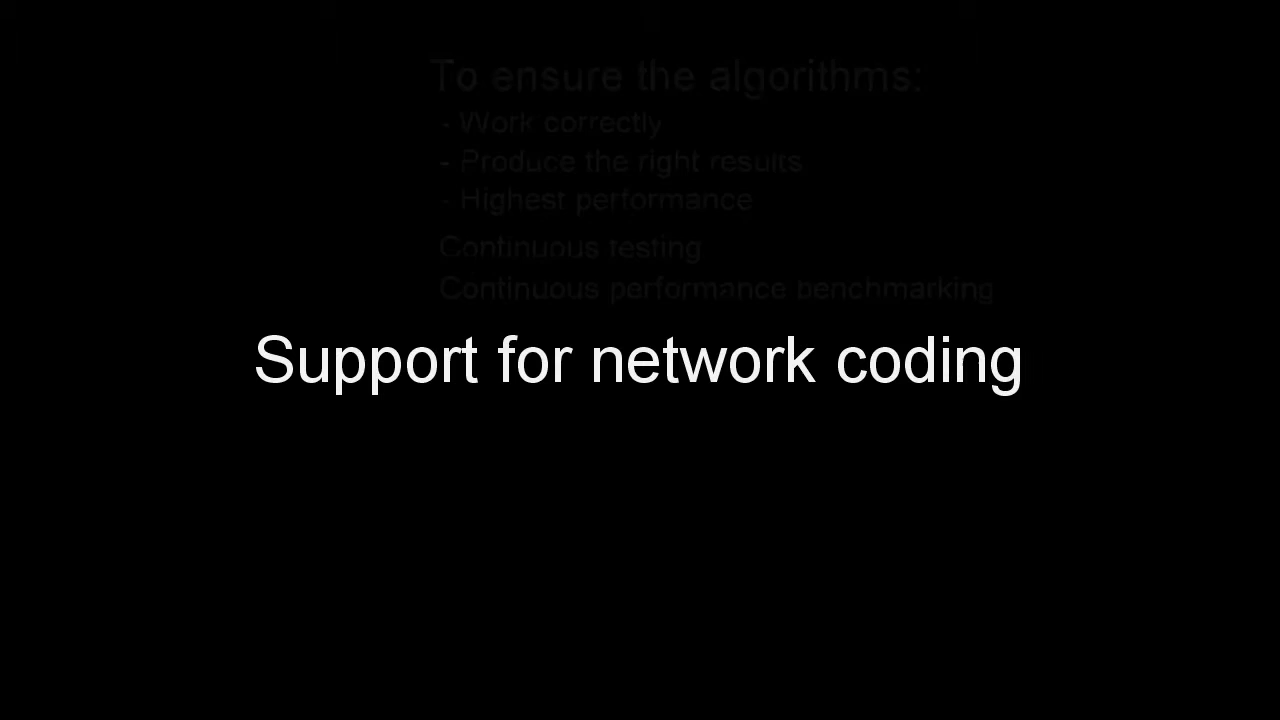 To ensure the algorithms:
- Work correctly
- Produce the right results
- Highest performance
Continuous testing
Continuous performance benchmarking
Support for network coding